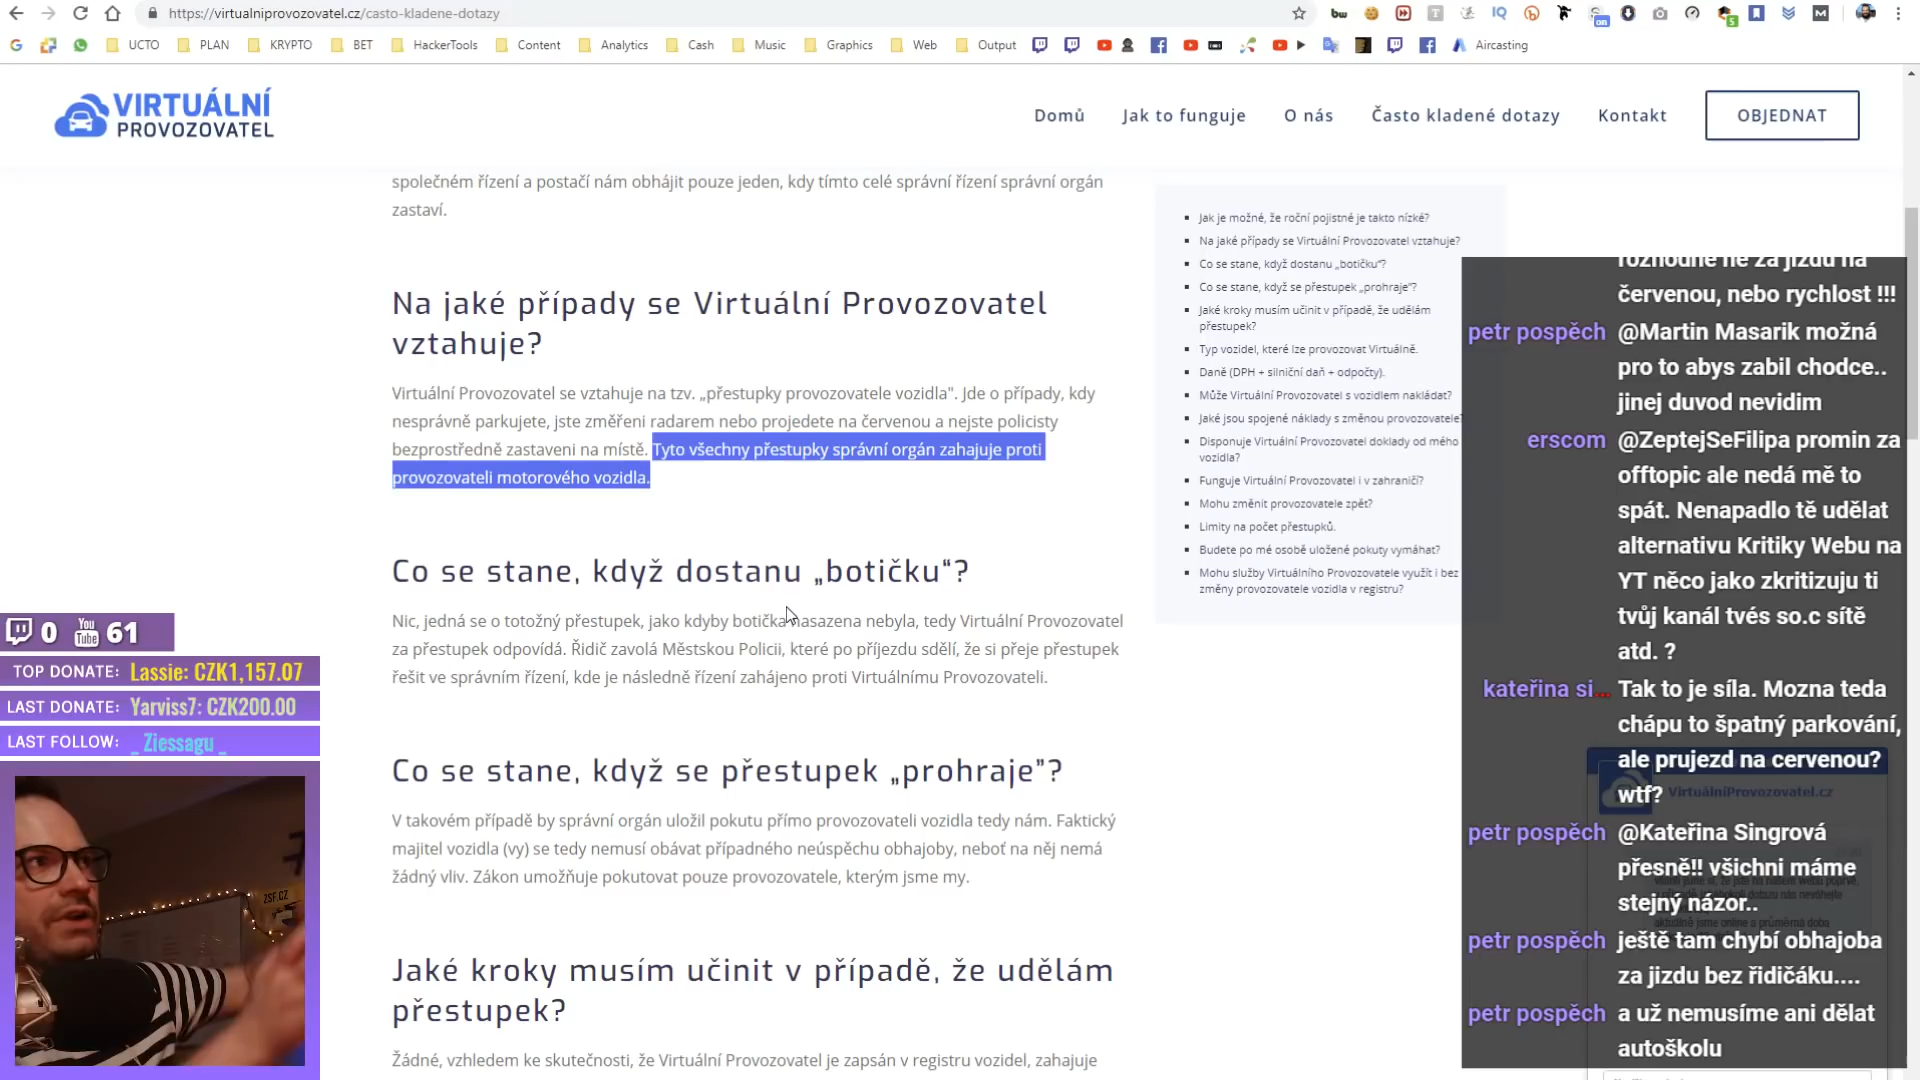 https://virtualniprovozovatel.cz/casto-kladene-dotazy
UCTO
PLAN
KRYPTO
BET
HackerTools
Content
Analytics
Cash
Music
Graphics
Web
Output
Aircasting
VIRTUÁLNÍ
PROVOZOVATEL
Domů
Jak to funguje
O nás
Často kladené dotazy
Kontakt
OBJEDNAT
společném řízení a postačí nám obhájit pouze jeden, kdy tímto celé správní řízení správní orgán
zastaví.
Na jaké případy se Virtuální Provozovatel
vztahuje?
Virtuální Provozovatel se vztahuje na tzv. „přestupky provozovatele vozidla". Jde o případy, kdy
nesprávně parkujete, jste změřeni radarem nebo projedete na červenou a nejste policisty
bezprostředně zastaveni na místě. Tyto všechny přestupky správní orgán zahajuje proti
provozovateli motorového vozidla.
Co se stane, když dostanu „botičku“?
Nic, jedná se o totožný přestupek, jako kdyby botička nasazena nebyla, tedy Virtuální Provozovatel
za přestupek odpovídá. Řidič zavolá Městskou Policii, které po příjezdu sdělí, že si přeje přestupek
řešit ve správním řízení, kde je následně řízení zahájeno proti Virtuálnímu Provozovateli.
Co se stane, když se přestupek „prohraje”?
V takovém případě by správní orgán uložil pokutu přímo provozovateli vozidla tedy nám. Faktický
majitel vozidla (vy) se tedy nemusí obávat případného neúspěchu obhajoby, neboť na něj nemá
žádný vliv. Zákon umožňuje pokutovat pouze provozovatele, kterým jsme my.
Jaké kroky musím učinit v případě, že udělám
přestupek?
Žádné, vzhledem ke skutečnosti, že Virtuální Provozovatel je zapsán v registru vozidel, zahajuje
Jak je možné, že roční pojistné je takto nízké?
Na jaké případy se Virtuální Provozovatel vztahuje?
Co se stane, když dostanu „botičku“?
Co se stane, když se přestupek „prohraje“?
Jaké kroky musím učinit v případě, že udělám
přestupek?
Typ vozidel, které lze provozovat Virtuálně.
Daně (DPH + silniční daň + odpočty).
Může Virtuální Provozovatel s vozidlem nakládat?
Jaké jsou spojené náklady s změnou provozovatele?
Disponuje Virtuální Provozovatel doklady od mého
vozidla?
Funguje Virtuální Provozovatel i v zahraničí?
Mohu změnit provozovatele zpět?
Limity na počet přestupků.
Budete po mé osobě uložené pokuty vymáhat?
Mohu služby Virtuálního Provozovatele využít i bez
změny provozovatele vozidla v registru?
rozhodně ne za jízdu na
červenou, nebo rychlost !!!
petr pospěch @Martin Masarik možná
pro to abys zabil chodce..
jinej duvod nevidim
erscom @ZeptejSeFilipa promin za
offtopic ale nedá mě to
spát. Nenapadlo tě udělat
alternativu Kritiky Webu na
YT něco jako zkritizuju ti
tvůj kanál tvés so.c sítě
atd. ?
kateřina si... Tak to je síla. Mozna teda
chápu to špatný parkování,
ale prujezd na cervenou?
wtf?
VirtuálníProvozovatel.cz
petr pospěch @Kateřina Singrová
přesně!! všichni máme
stejný názor..
petr pospěch ještě tam chybí obhajoba
za jizdu bez řidičáku....
petr pospěch a už nemusíme ani dělat
autoškolu
0 You Tube 61
TOP DONATE: Lassie: CZK1,157.07
LAST DONATE: Yarviss7: CZK200.00
LAST FOLLOW: _ Ziessagu _
ZSF.CZ